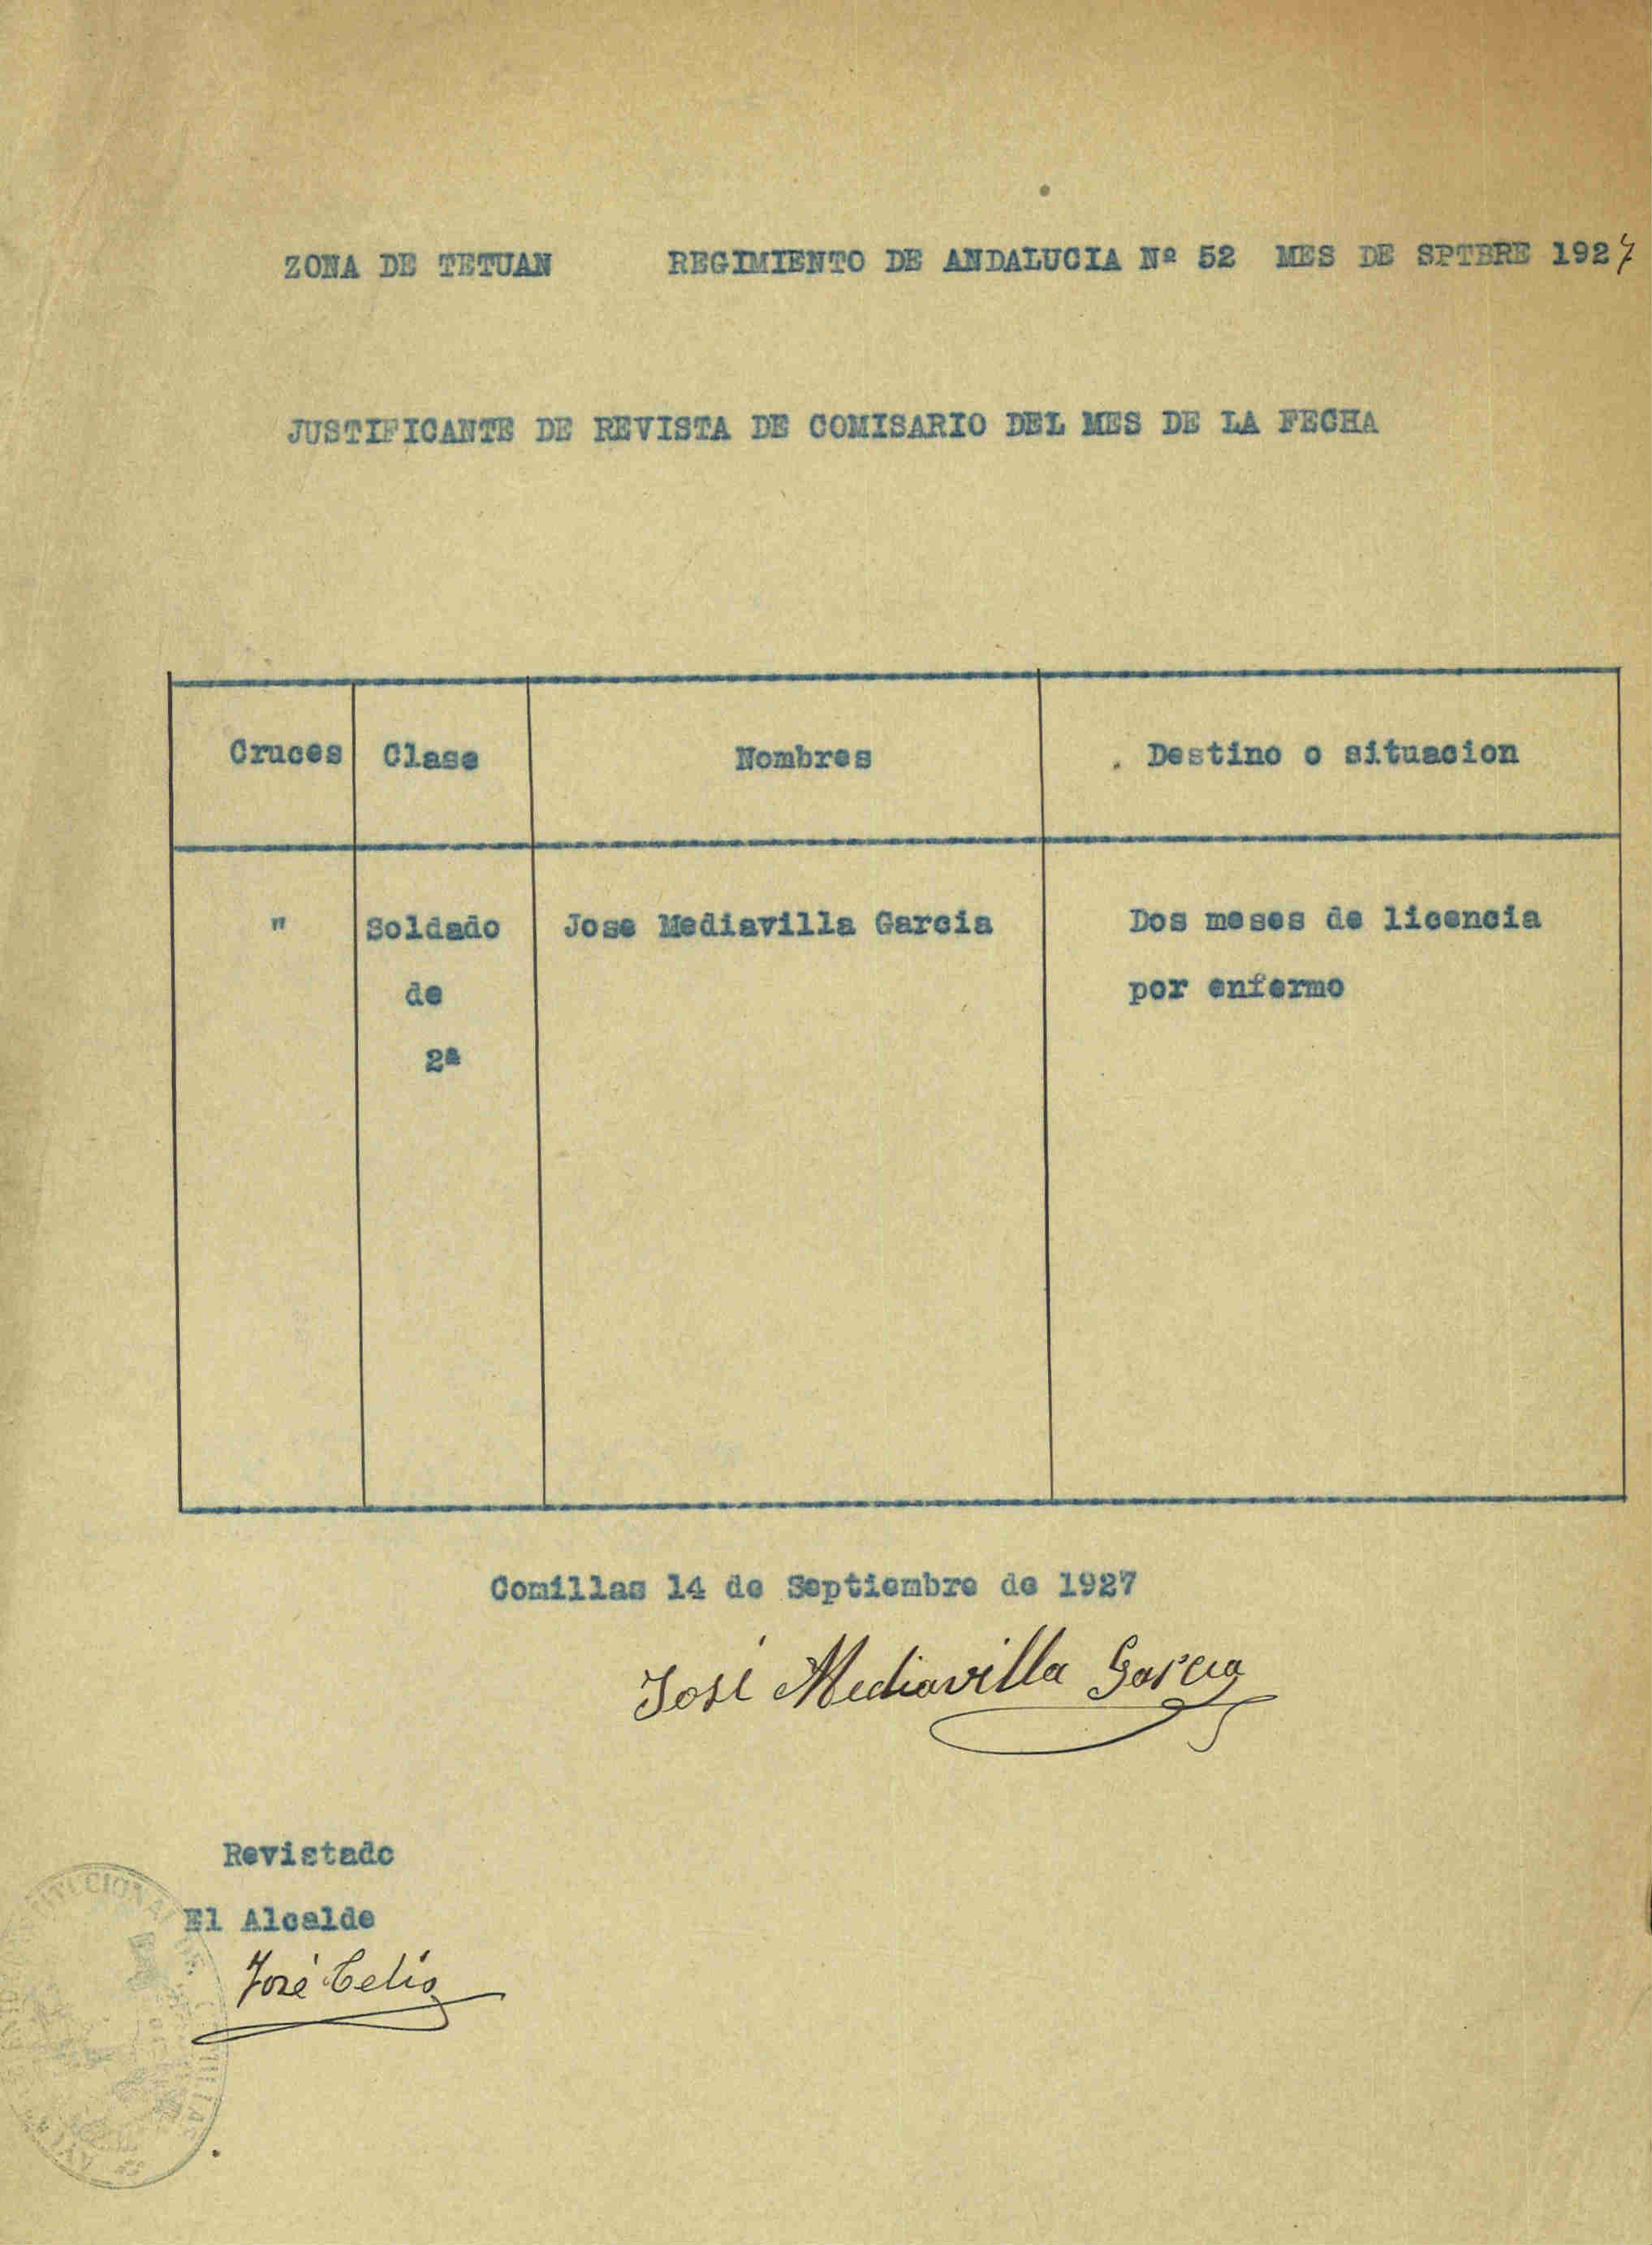 ZONA DE TETUAN REGIMIENTO DE ANDALUCIA Nº 52 MES DE SPTBRE 1927
JUSTIFICANTE DE REVISTA DE COMISARIO DEL MES DE LA FECHA
Cruces Clase Nombres Destino o situacion
" Soldado Jose Mediavilla Garcia Dos meses de licencia
de por enfermo
2ª
Comillas 14 de Septiembre de 1927
José Mediavilla Garcia
Revistado
El Alcalde
José Celis